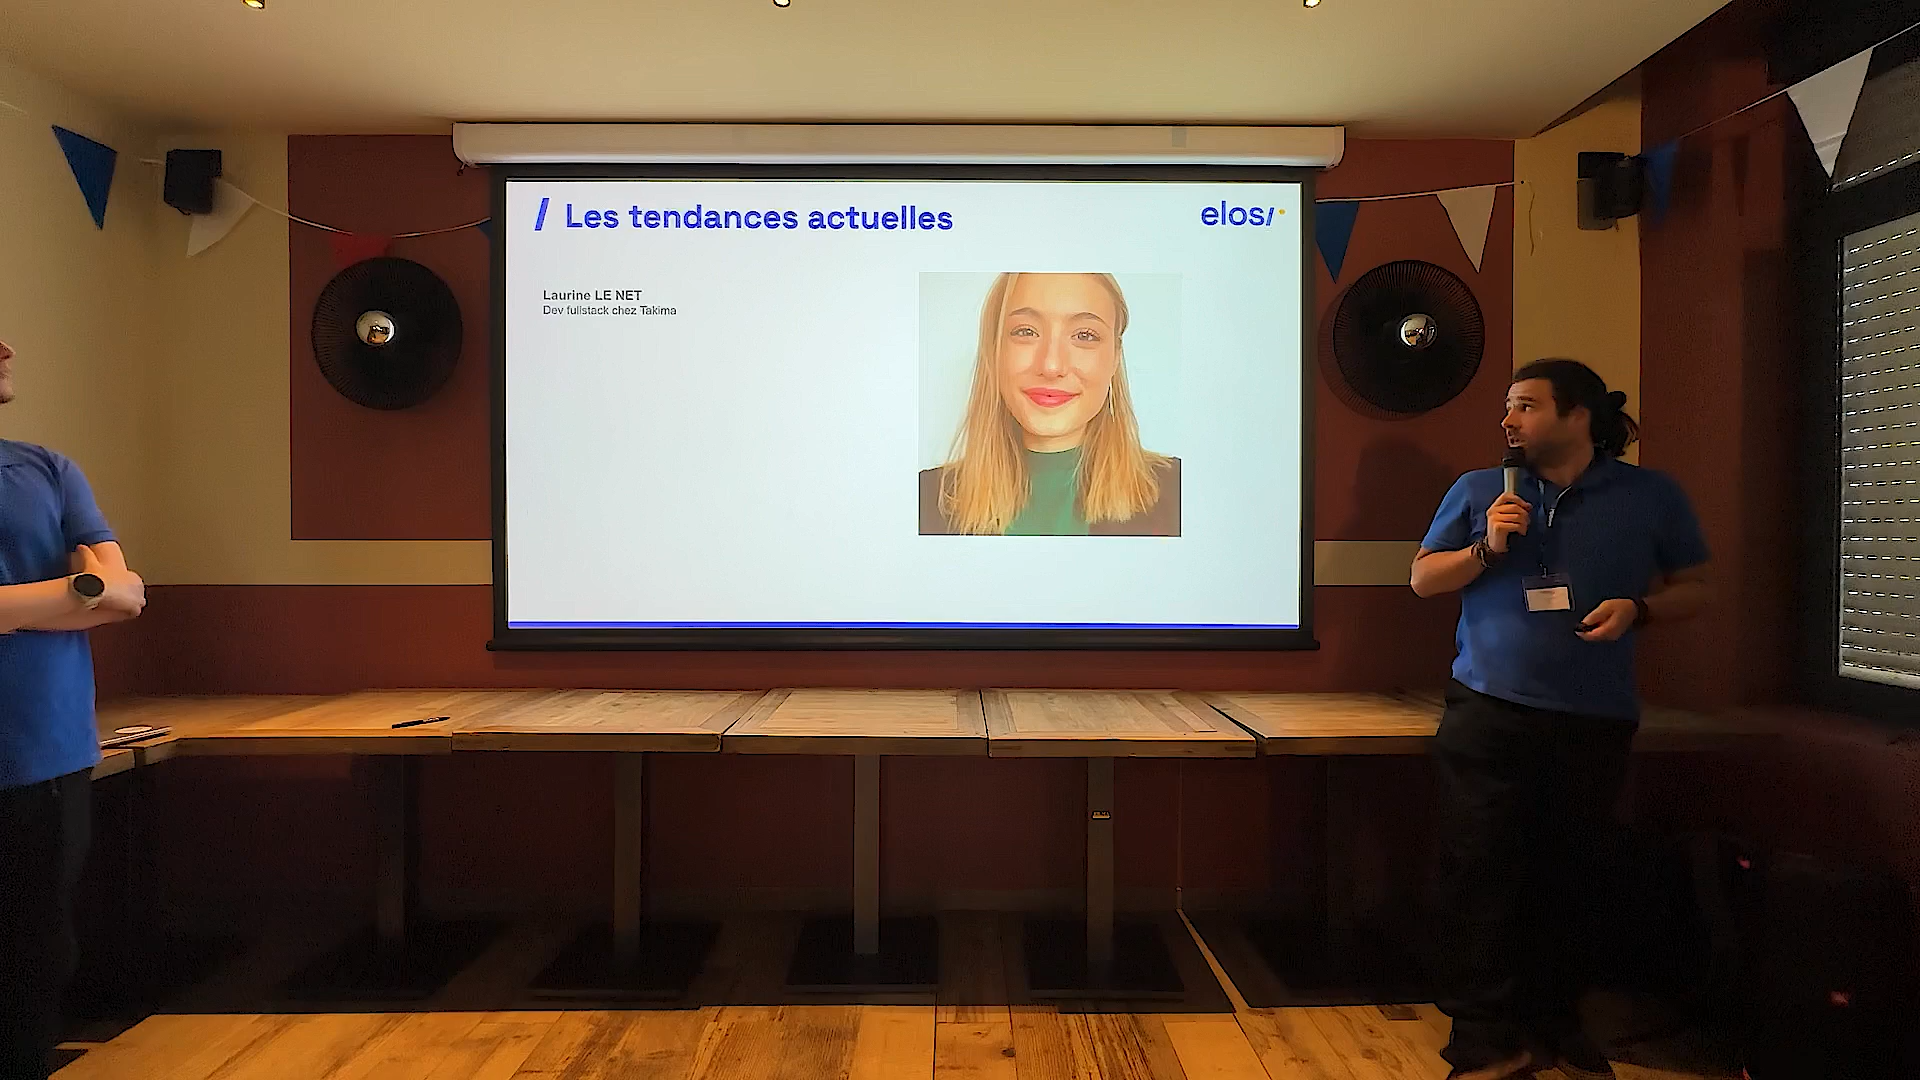 / Les tendances actuelles
elosi
Laurine LE NET
Dev fullstack chez Takima